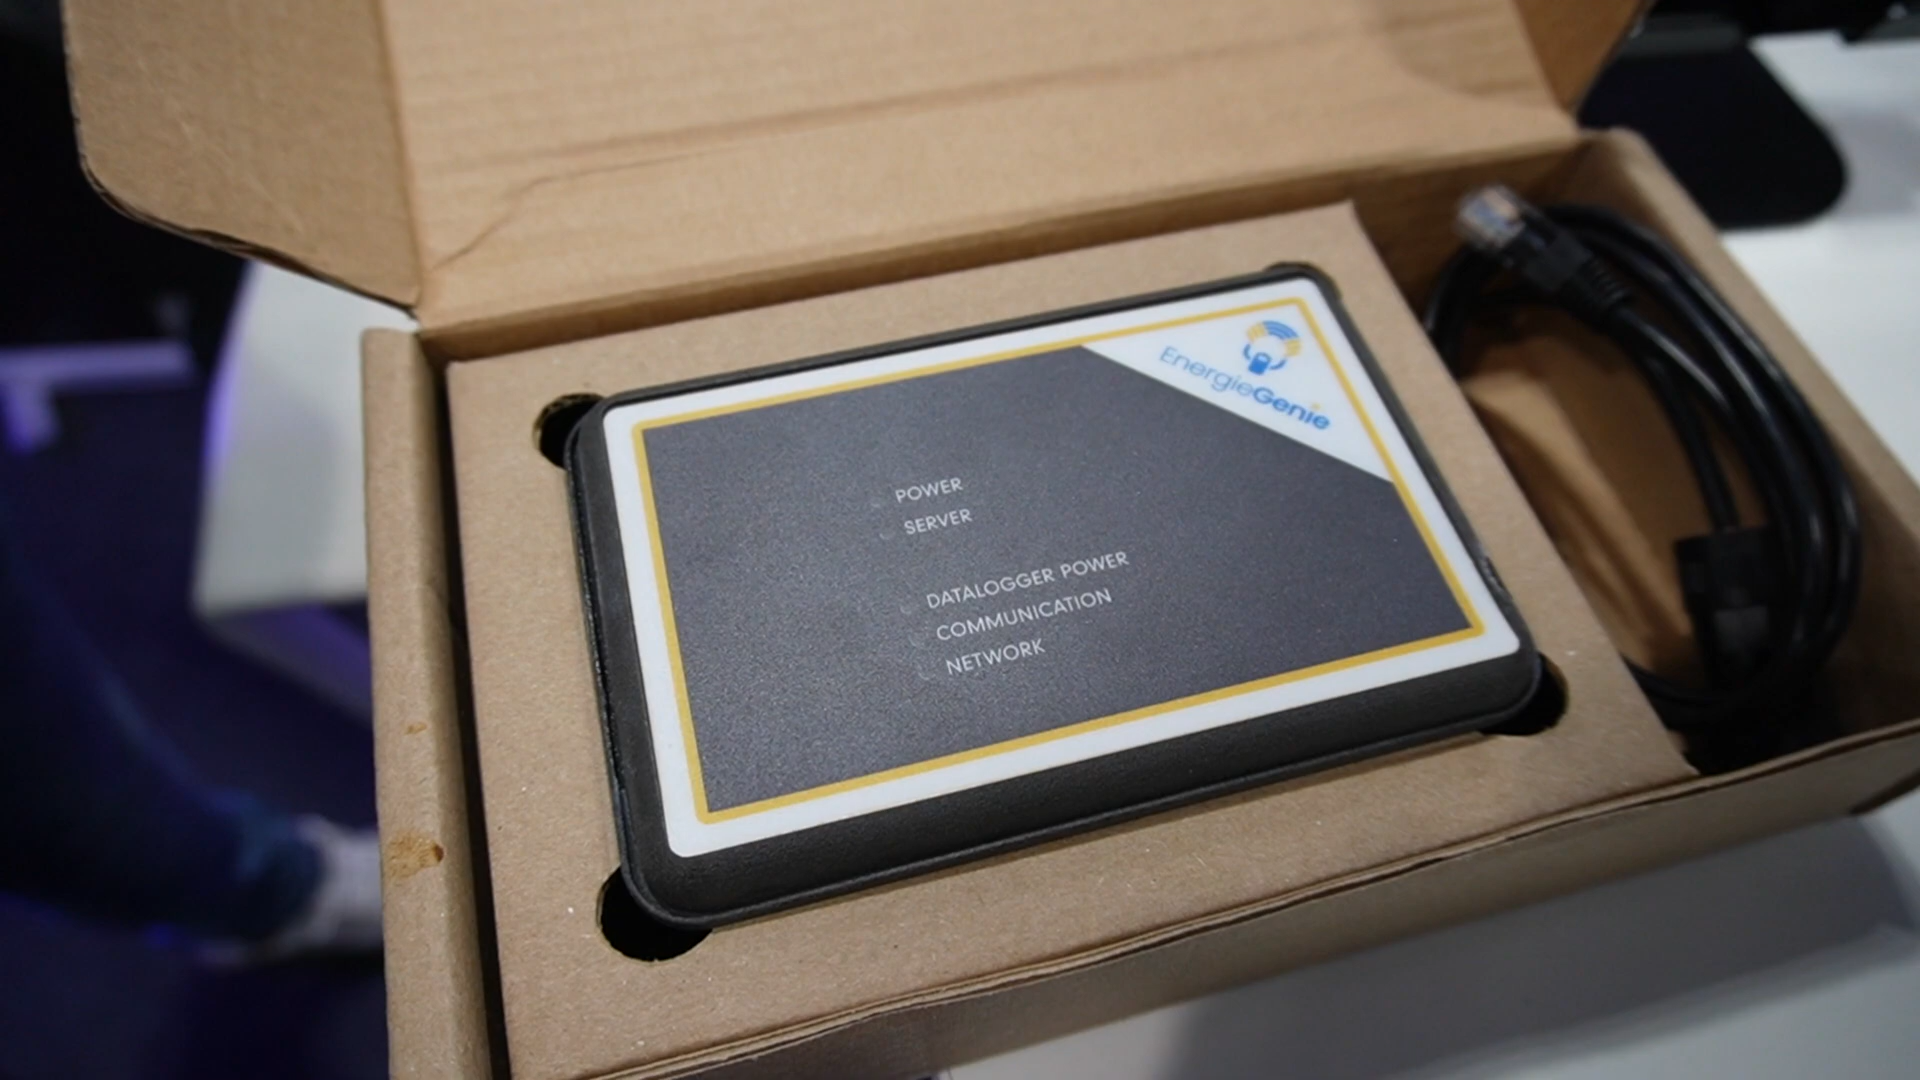 EnergieGenie
POWER
SERVER
DATALOGGER POWER
COMMUNICATION
NETWORK